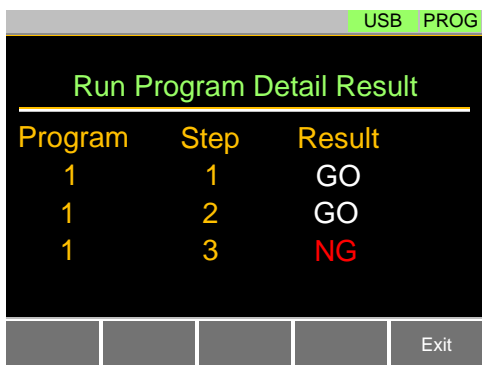 USB PROG
Run Program Detail Result
Program Step Result
1 1 GO
1 2 GO
1 3 NG
Exit